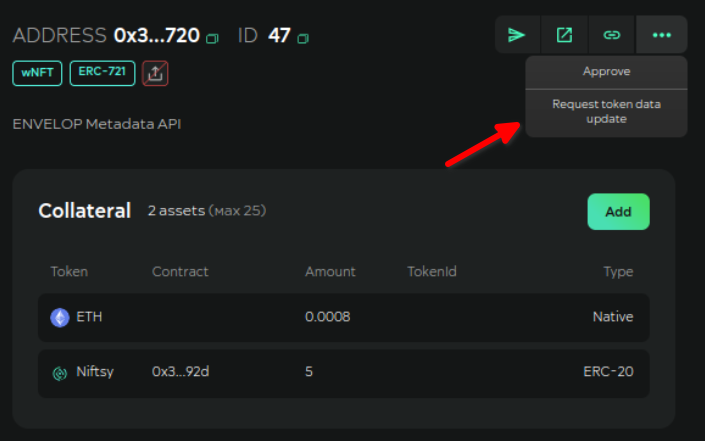 ADDRESS 0x3...720 ID 47
wNFT ERC-721
Approve
Request token data
update
ENVELOP Metadata API
Collateral 2 assets (мах 25)
Add
Token Contract Amount TokenId Type
ETH 0.0008 Native
Niftsy 0x3...92d 5 ERC-20